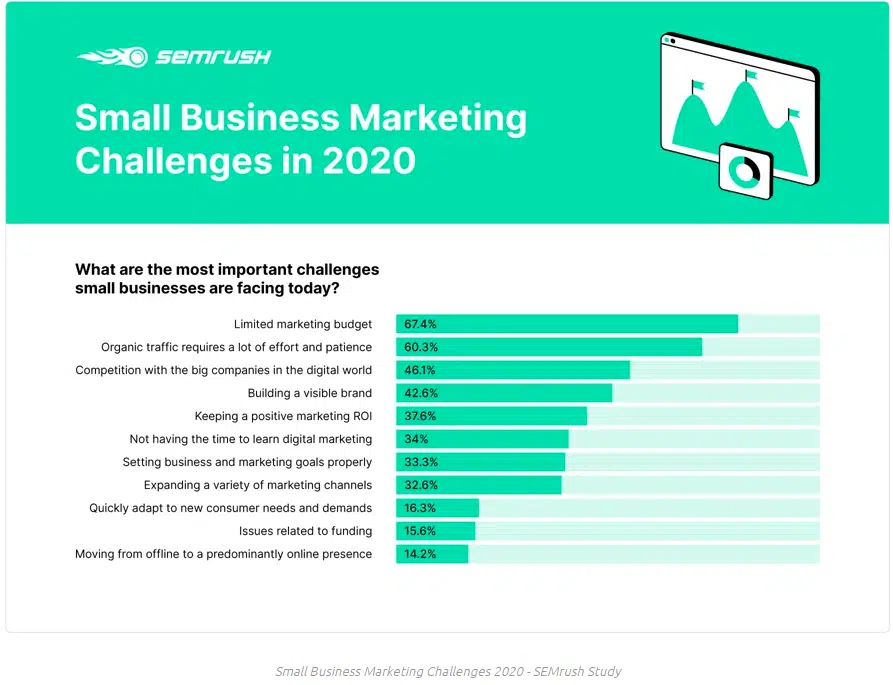 semrush
Small Business Marketing
Challenges in 2020
What are the most important challenges
small businesses are facing today?
Limited marketing budget 67.4%
Organic traffic requires a lot of effort and patience 60.3%
Competition with the big companies in the digital world 46.1%
Building a visible brand 42.6%
Keeping a positive marketing ROI 37.6%
Not having the time to learn digital marketing 34%
Setting business and marketing goals properly 33.3%
Expanding a variety of marketing channels 32.6%
Quickly adapt to new consumer needs and demands 16.3%
Issues related to funding 15.6%
Moving from offline to a predominantly online presence 14.2%
Small Business Marketing Challenges 2020 - SEMrush Study